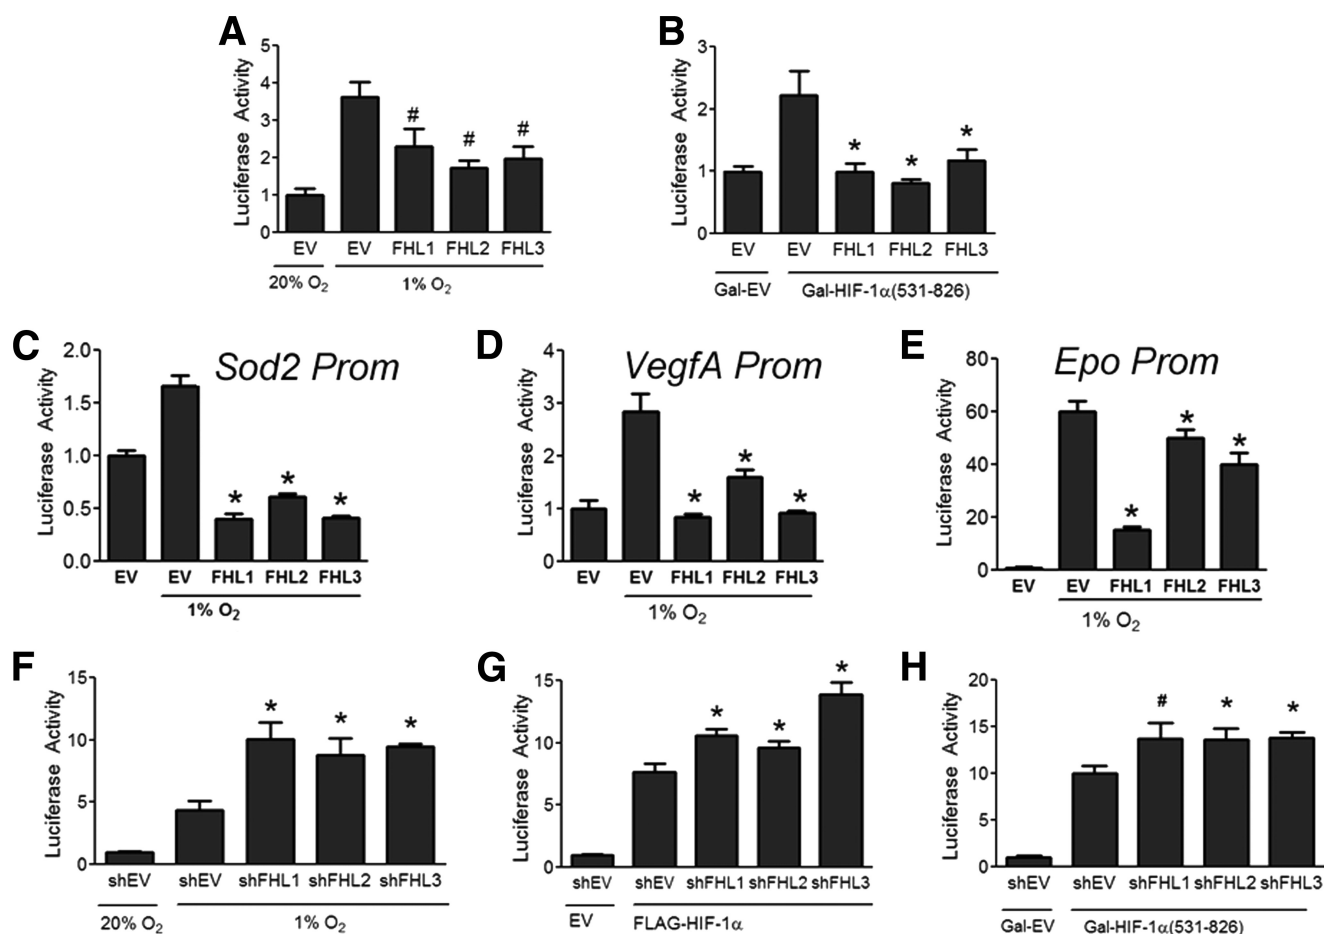 A
Luciferase Activity
5
4
3
2
1
0
# # #
EV EV FHL1 FHL2 FHL3
20% O2 1% O2
B
Luciferase Activity
3
2
1
0
* * *
EV EV FHL1 FHL2 FHL3
Gal-EV Gal-HIF-1α(531-826)
C
Sod2 Prom
Luciferase Activity
2.0
1.5
1.0
0.5
0.0
* * *
EV EV FHL1 FHL2 FHL3
1% O2
D
VegfA Prom
Luciferase Activity
4
3
2
1
0
* * *
EV EV FHL1 FHL2 FHL3
1% O2
E
Epo Prom
Luciferase Activity
80
60
40
20
0
* * *
EV EV FHL1 FHL2 FHL3
1% O2
F
Luciferase Activity
15
10
5
0
* * *
shEV shEV shFHL1 shFHL2 shFHL3
20% O2 1% O2
G
Luciferase Activity
15
10
5
0
* * *
shEV shEV shFHL1 shFHL2 shFHL3
EV FLAG-HIF-1α
H
Luciferase Activity
20
15
10
5
0
# * *
shEV shEV shFHL1 shFHL2 shFHL3
Gal-EV Gal-HIF-1α(531-826)